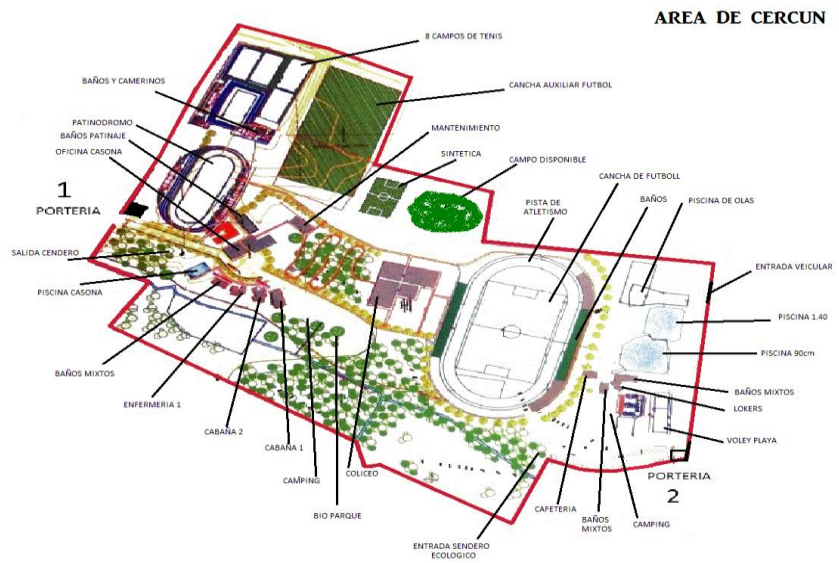 AREA DE CERCUN
8 CAMPOS DE TENIS
BAÑOS Y CAMERINOS
CANCHA AUXILIAR FUTBOL
PATINODROMO
BAÑOS PATINAJE
OFICINA CASONA
MANTENIMIENTO
SINTETICA
CAMPO DISPONIBLE
CANCHA DE FUTBOLL
1
PORTERIA
PISTA DE
ATLETISMO
BAÑOS
PISCINA DE OLAS
SALIDA CENDERO
ENTRADA VEICULAR
PISCINA CASONA
PISCINA 1.40
PISCINA 90cm
BAÑOS MIXTOS
ENFERMERIA 1
CABAÑA 2
CABAÑA 1
CAMPING
COLICEO
BIO PARQUE
BAÑOS MIXTOS
LOKERS
VOLEY PLAYA
PORTERIA
2
CAFETERIA
BAÑOS
MIXTOS
CAMPING
ENTRADA SENDERO
ECOLOGICO